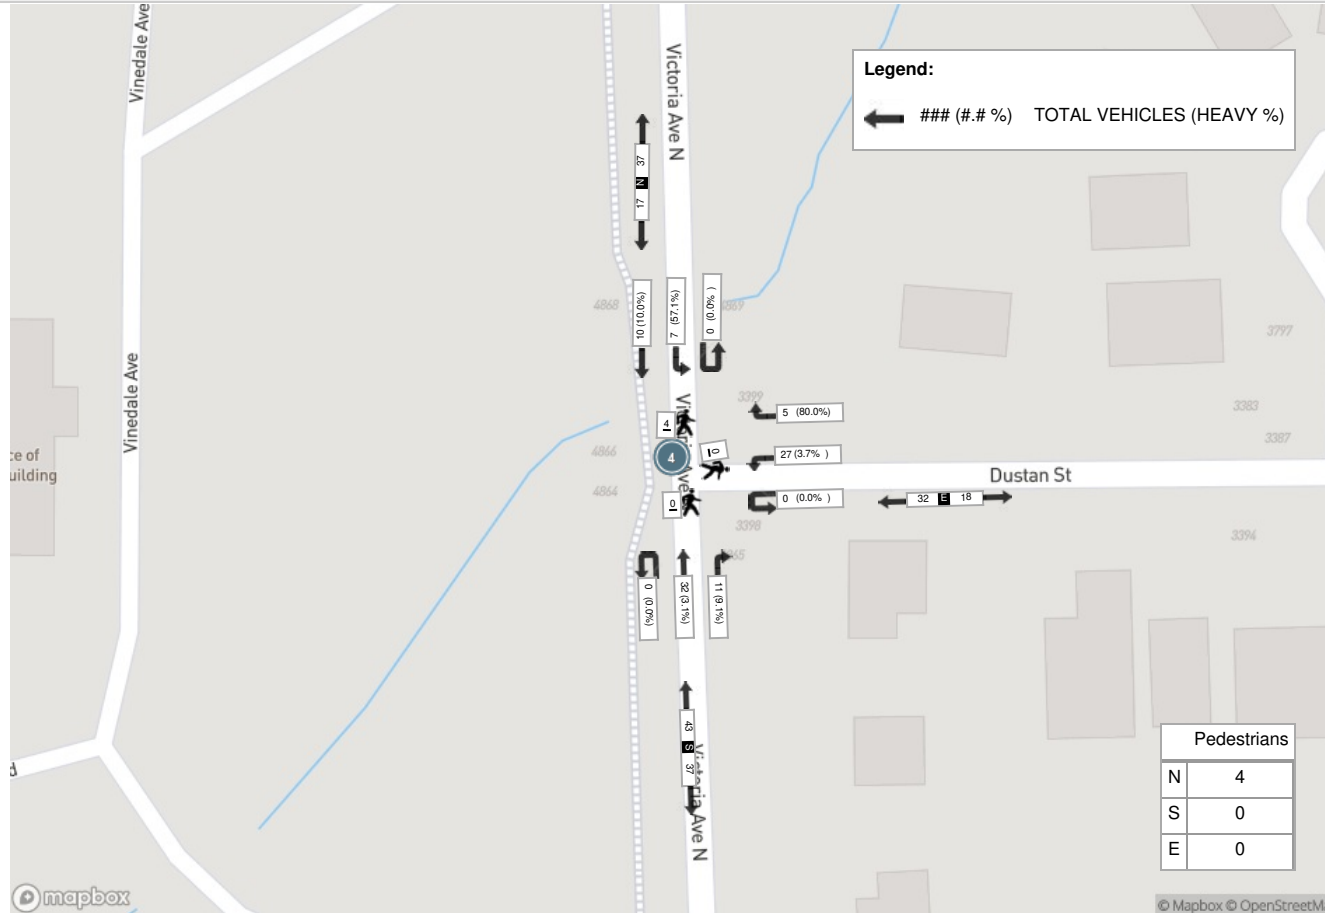 Vinedale Ave
Victoria Ave N
Legend:
### (#.# %) TOTAL VEHICLES (HEAVY %)
37
N
17
10 (10.0%)
7 (57.1%)
0 (0.0% )
4868
3797
3399
5 (80.0%)
3383
4
3387
4866
4
0
27 (3.7% )
Vinedale Ave
ce of
uilding
Dustan St
4864
0
0 (0.0% )
32 E 18
3398
3394
0 (0.0%)
32 (3.1%)
11 (9.1%)
43
S
37
Victoria Ave N
Pedestrians
N 4
S 0
E 0
mapbox
© Mapbox © OpenStreetM